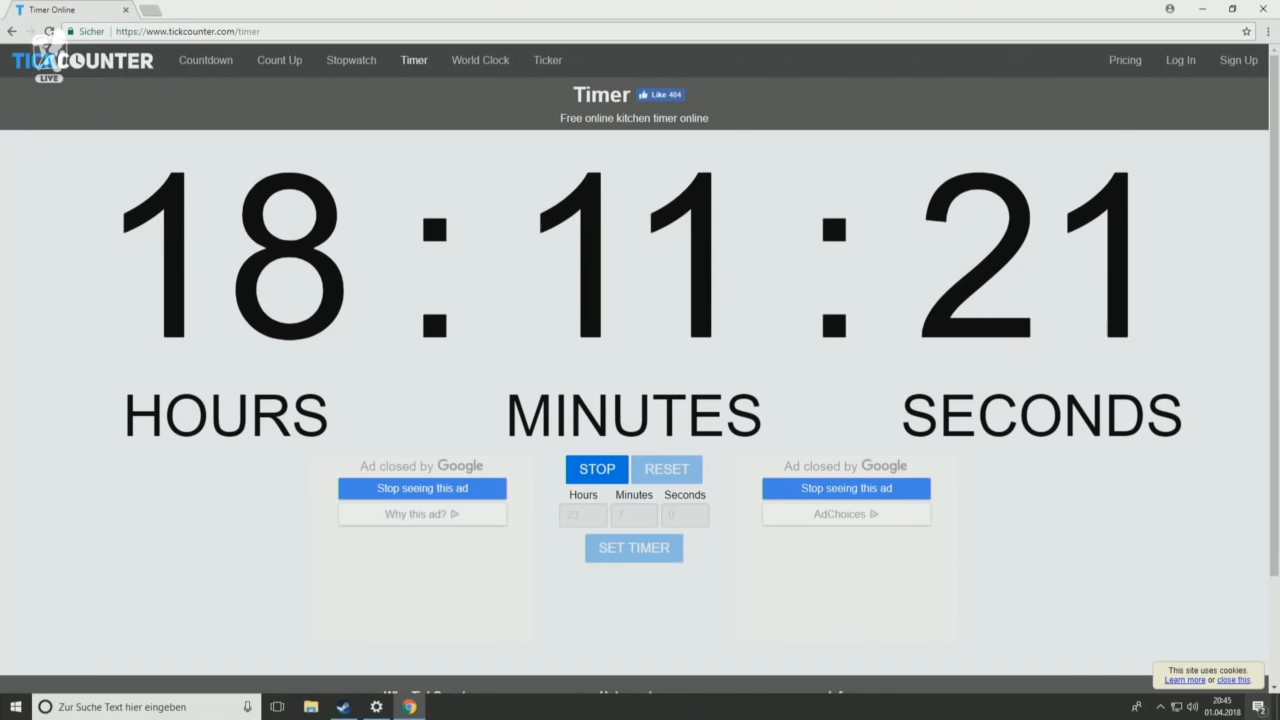 Timer Online
Sicher https://www.tickcounter.com/timer
TICKCOUNTER Countdown Count Up Stopwatch Timer World Clock Ticker Pricing Log In Sign Up
LIVE
Timer Like 404
Free online kitchen timer online
18 : 11 : 21
HOURS MINUTES SECONDS
Ad closed by Google
Stop seeing this ad
Why this ad?
STOP RESET
Hours Minutes Seconds
23 7 0
SET TIMER
Ad closed by Google
Stop seeing this ad
AdChoices
This site uses cookies.
Learn more or close this.
Zur Suche Text hier eingeben
20:45
01.04.2018
2